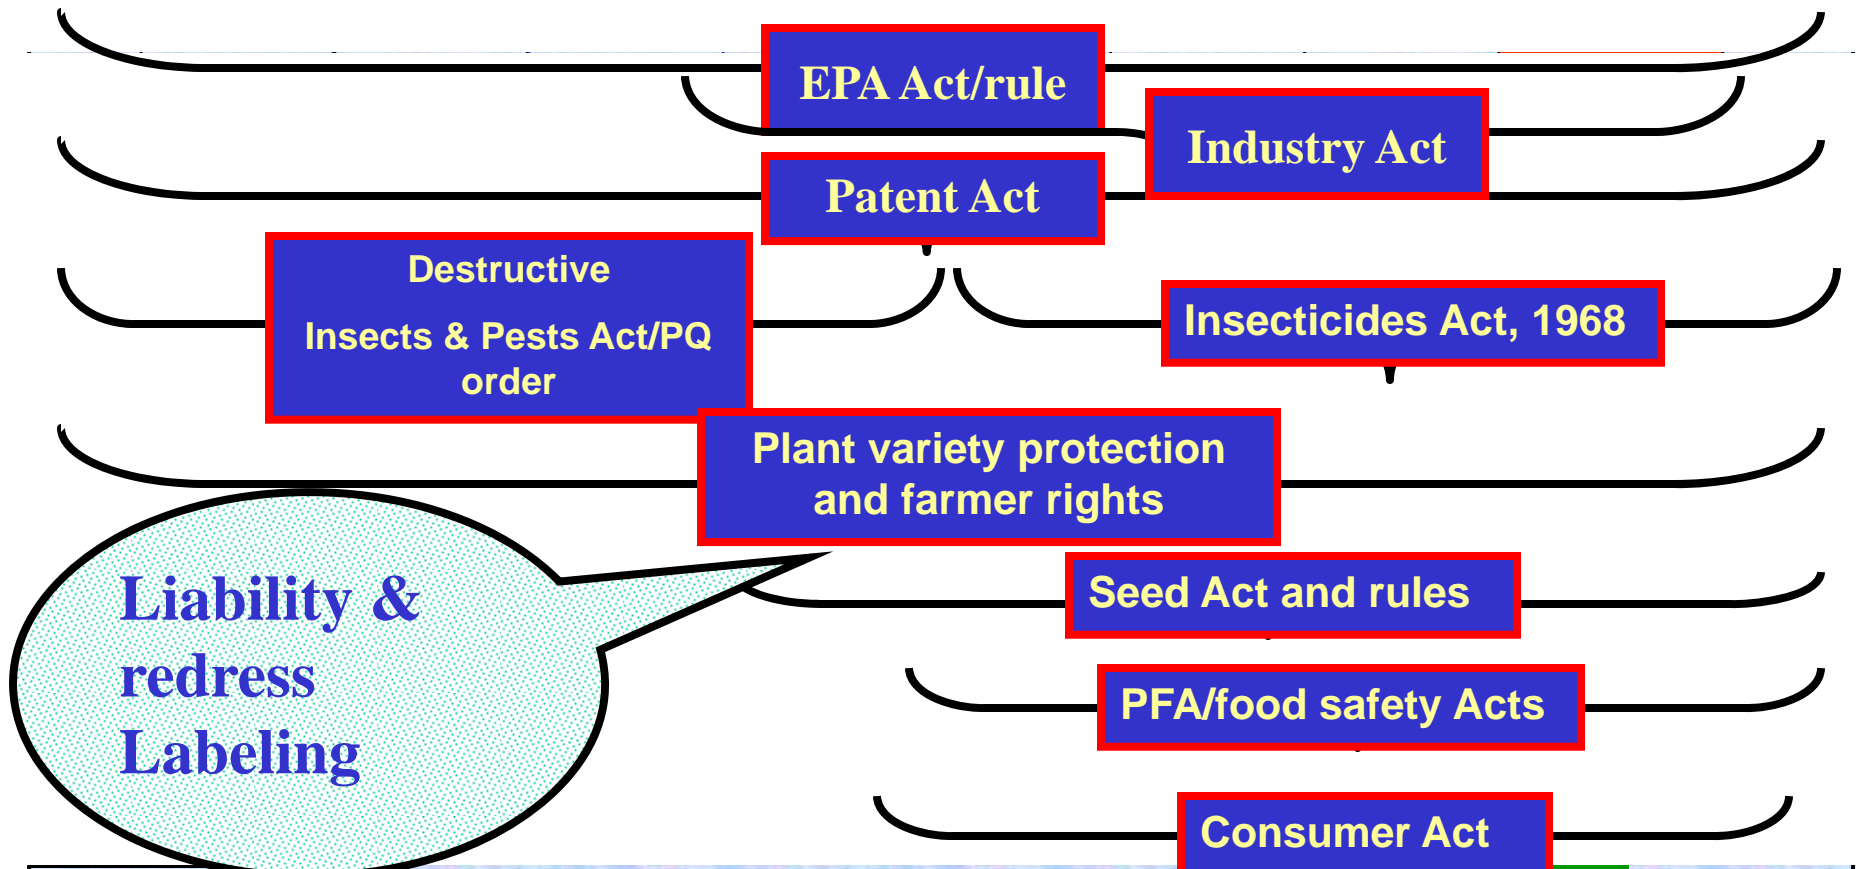 EPA Act/rule
Industry Act
Patent Act
Destructive
Insects & Pests Act/PQ
order
Insecticides Act, 1968
Plant variety protection
and farmer rights
Liability &
redress
Labeling
Seed Act and rules
PFA/food safety Acts
Consumer Act